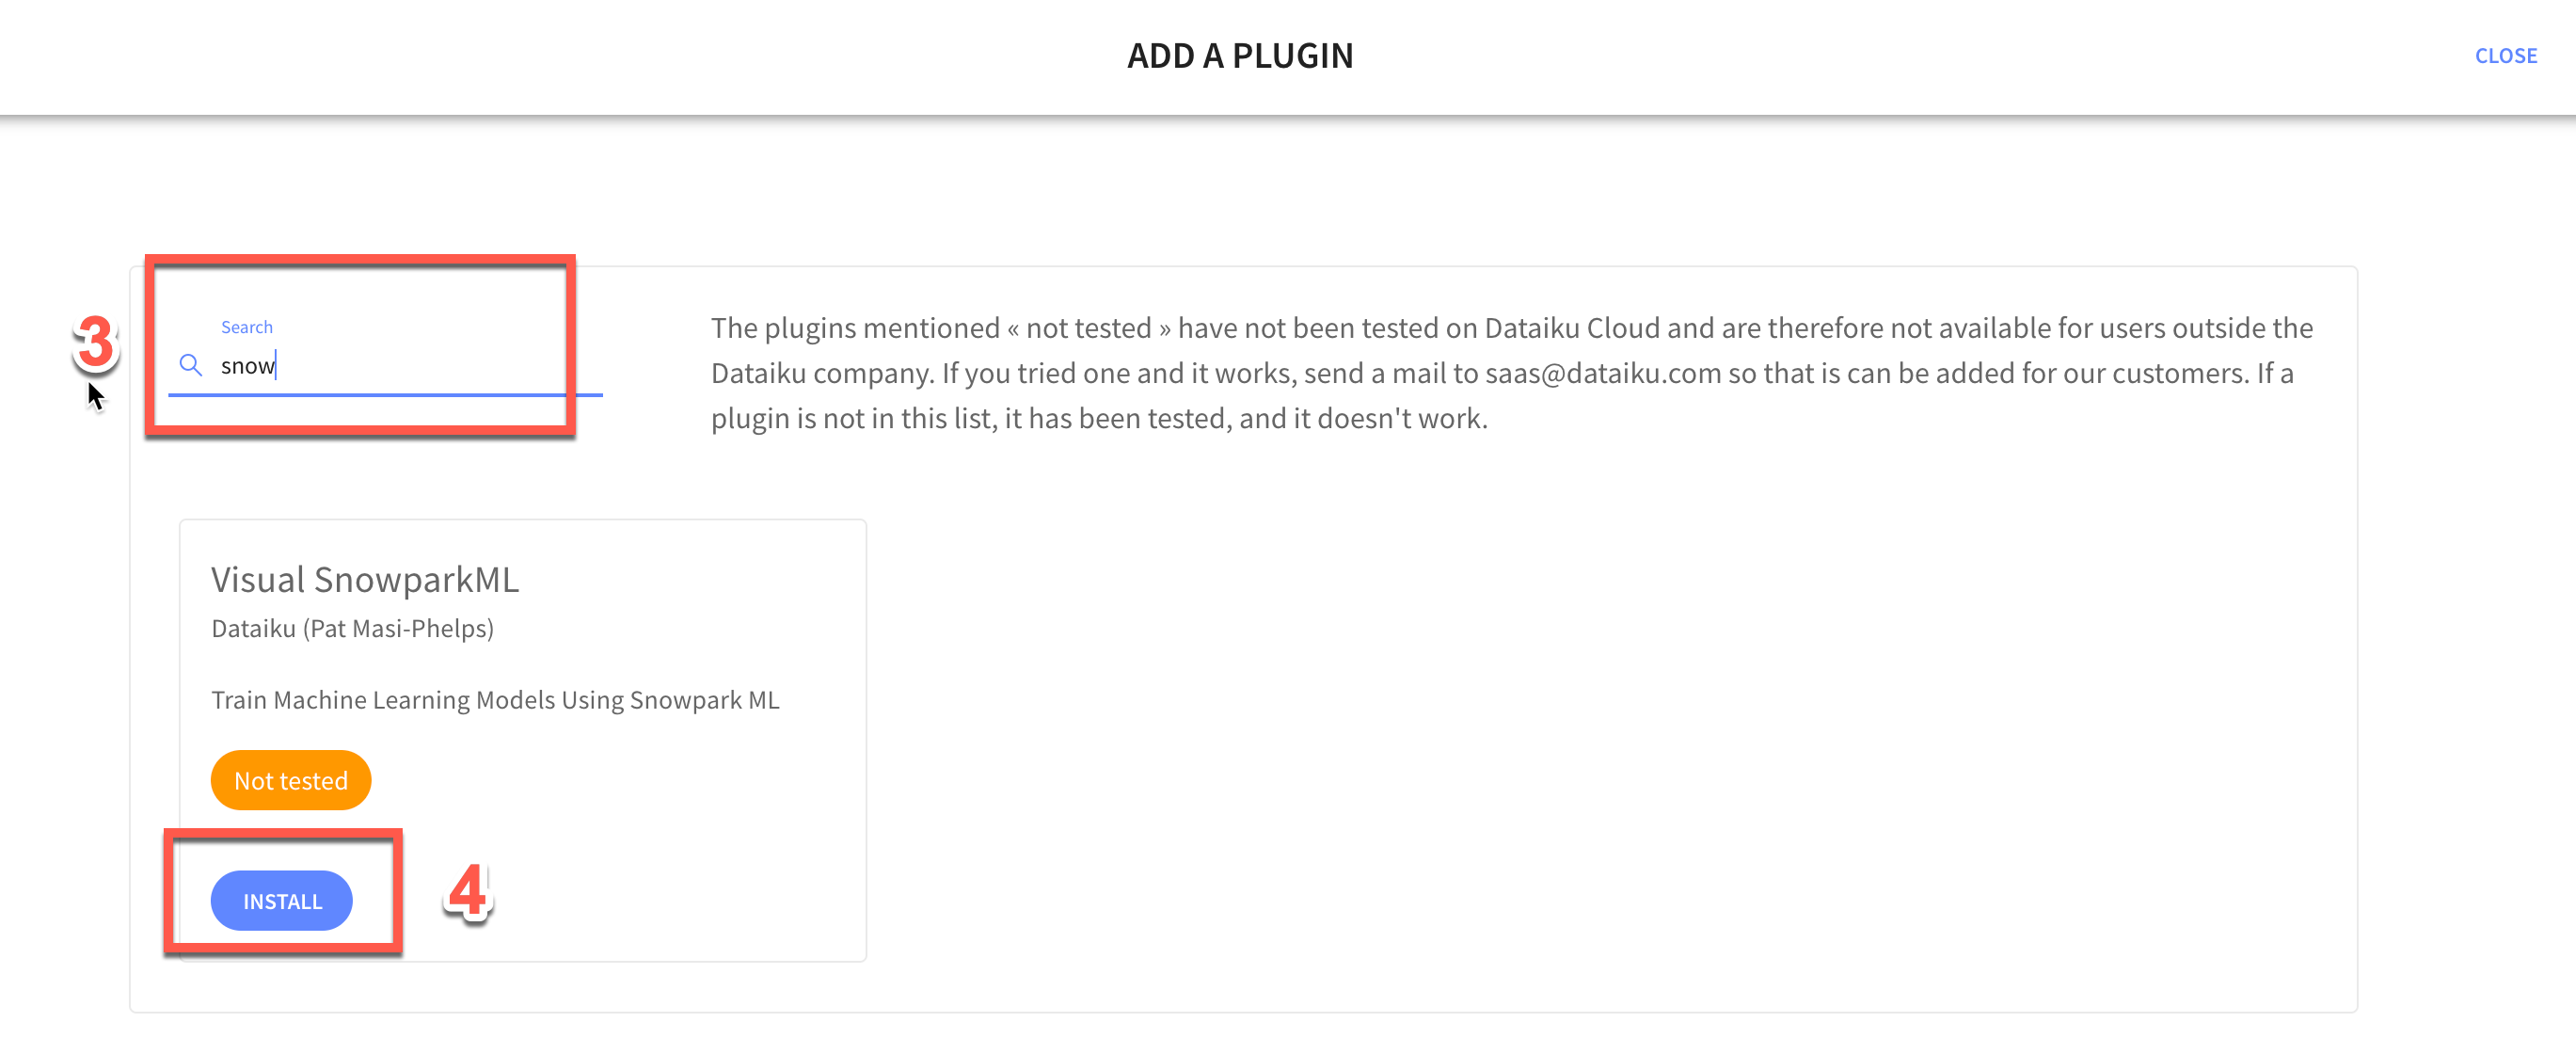 ADD A PLUGIN
CLOSE
3
Search
snow
The plugins mentioned « not tested » have not been tested on Dataiku Cloud and are therefore not available for users outside the
Dataiku company. If you tried one and it works, send a mail to saas@dataiku.com so that is can be added for our customers. If a
plugin is not in this list, it has been tested, and it doesn't work.
Visual SnowparkML
Dataiku (Pat Masi-Phelps)
Train Machine Learning Models Using Snowpark ML
Not tested
INSTALL
4